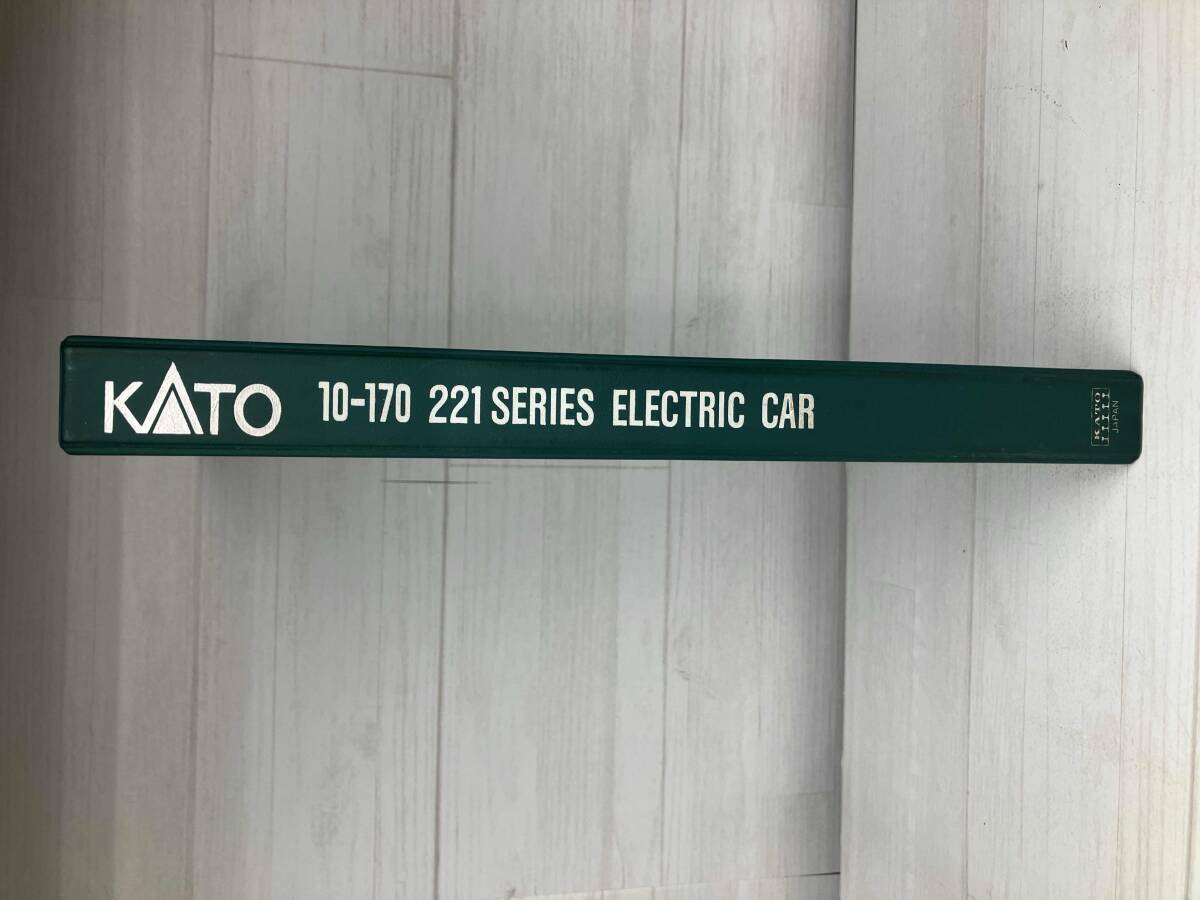 KATO 10-170 221 SERIES ELECTRIC CAR
KATO
JAPAN